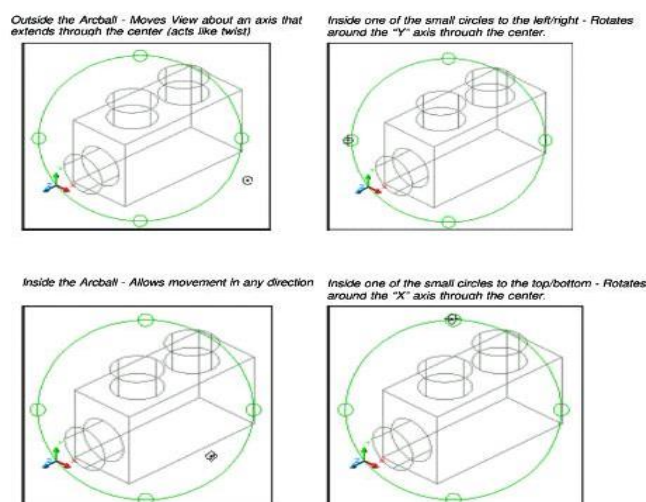 Outside the Arcball - Moves View about an axis that
extends through the center (acts like twist)
Inside one of the small circles to the left/right - Rotates
around the "Y" axis through the center.
Inside the Arcball - Allows movement in any direction
Inside one of the small circles to the top/bottom - Rotates
around the "X" axis through the center.